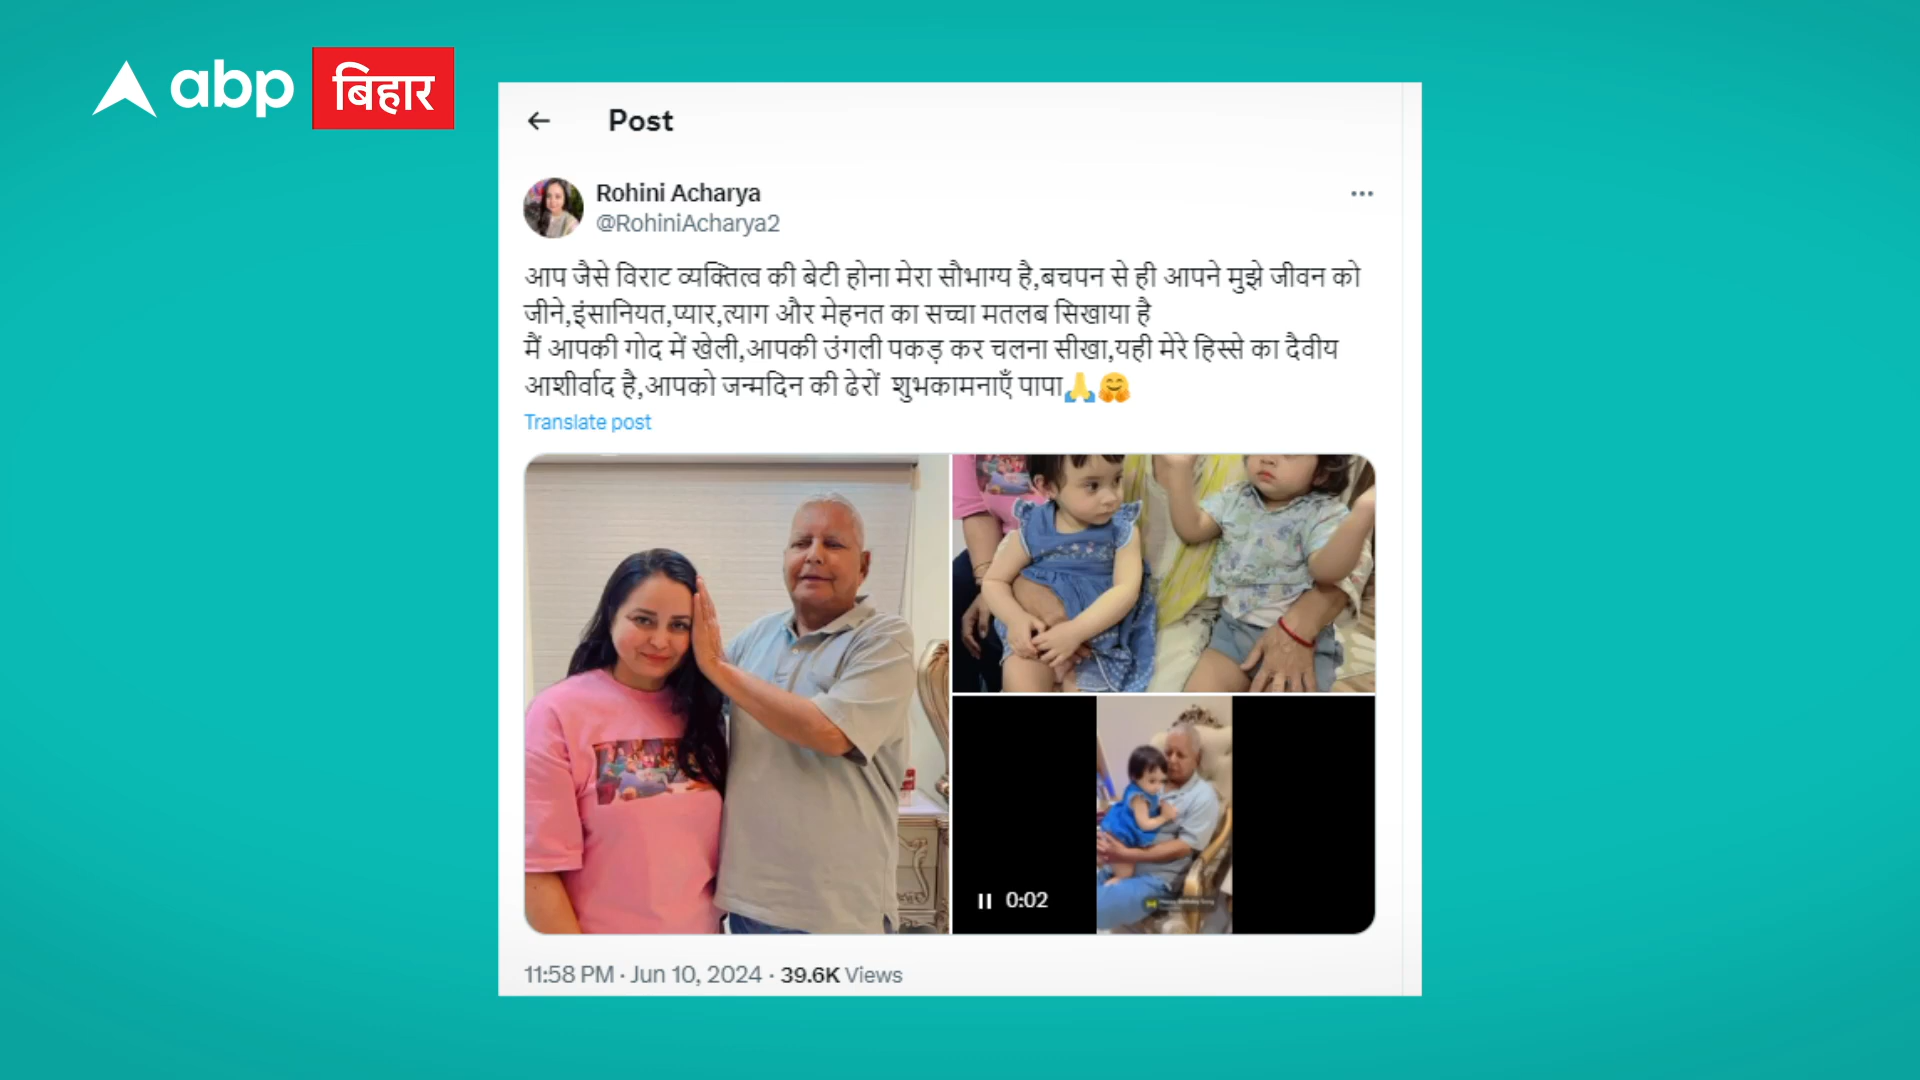 abp बिहार
Post
Rohini Acharya
@RohiniAcharya2
आप जैसे विराट व्यक्तित्व की बेटी होना मेरा सौभाग्य है,बचपन से ही आपने मुझे जीवन को
जीने,इंसानियत,प्यार,त्याग और मेहनत का सच्चा मतलब सिखाया है
मैं आपकी गोद में खेली,आपकी उंगली पकड़ कर चलना सीखा,यही मेरे हिस्से का दैवीय
आशीर्वाद है,आपको जन्मदिन की ढेरों शुभकामनाएँ पापा🙏🤗
Translate post
0:02
11:58 PM · Jun 10, 2024 · 39.6K Views